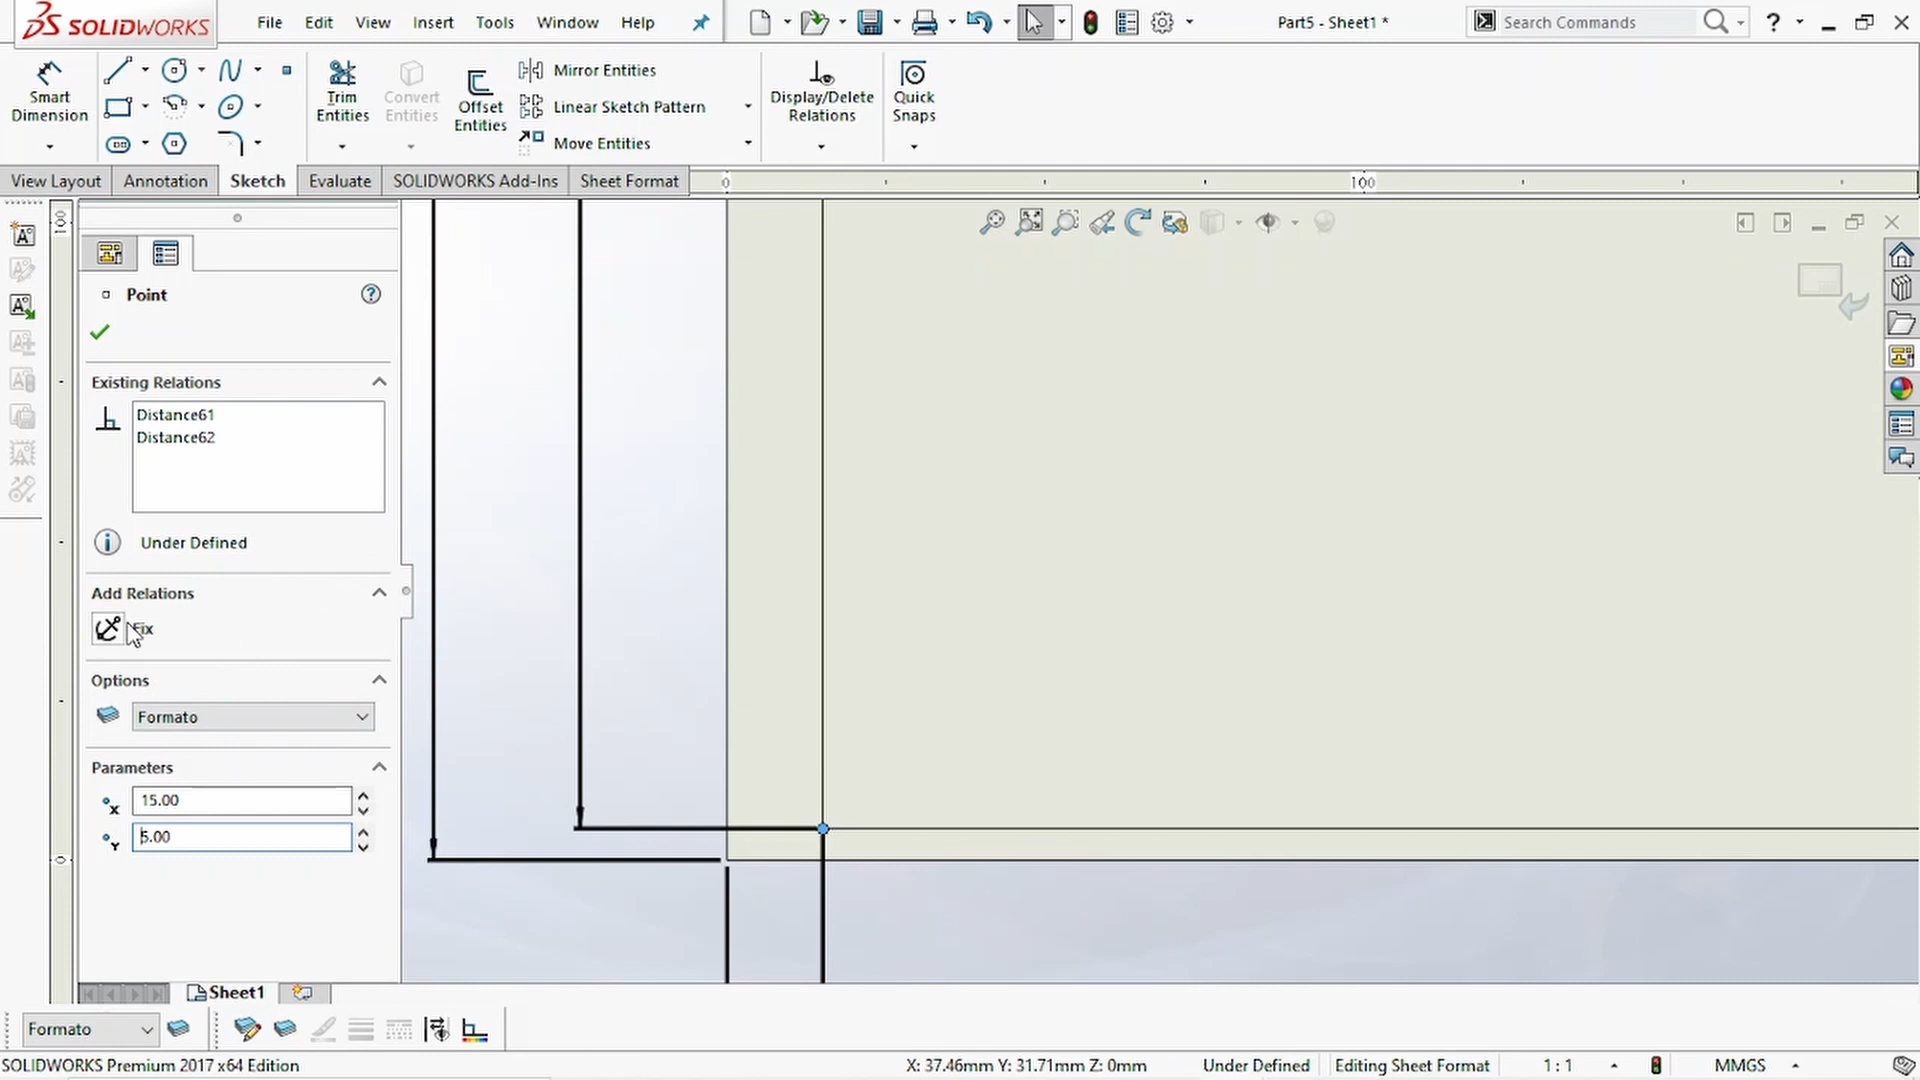 SOLIDWORKS
File Edit View Insert Tools Window Help
Part5 - Sheet1 *
Search Commands
?
Smart Dimension
Trim Entities
Convert Entities
Offset Entities
Mirror Entities
Linear Sketch Pattern
Move Entities
Display/Delete Relations
Quick Snaps
View Layout Annotation Sketch Evaluate SOLIDWORKS Add-Ins Sheet Format
0 100
100
Point
Existing Relations
Distance61
Distance62
Under Defined
Add Relations
Fix
Options
Formato
Parameters
X 15.00
Y 5.00
0
Sheet1
Formato
SOLIDWORKS Premium 2017 x64 Edition
X: 37.46mm Y: 31.71mm Z: 0mm
Under Defined
Editing Sheet Format
1 : 1
MMGS